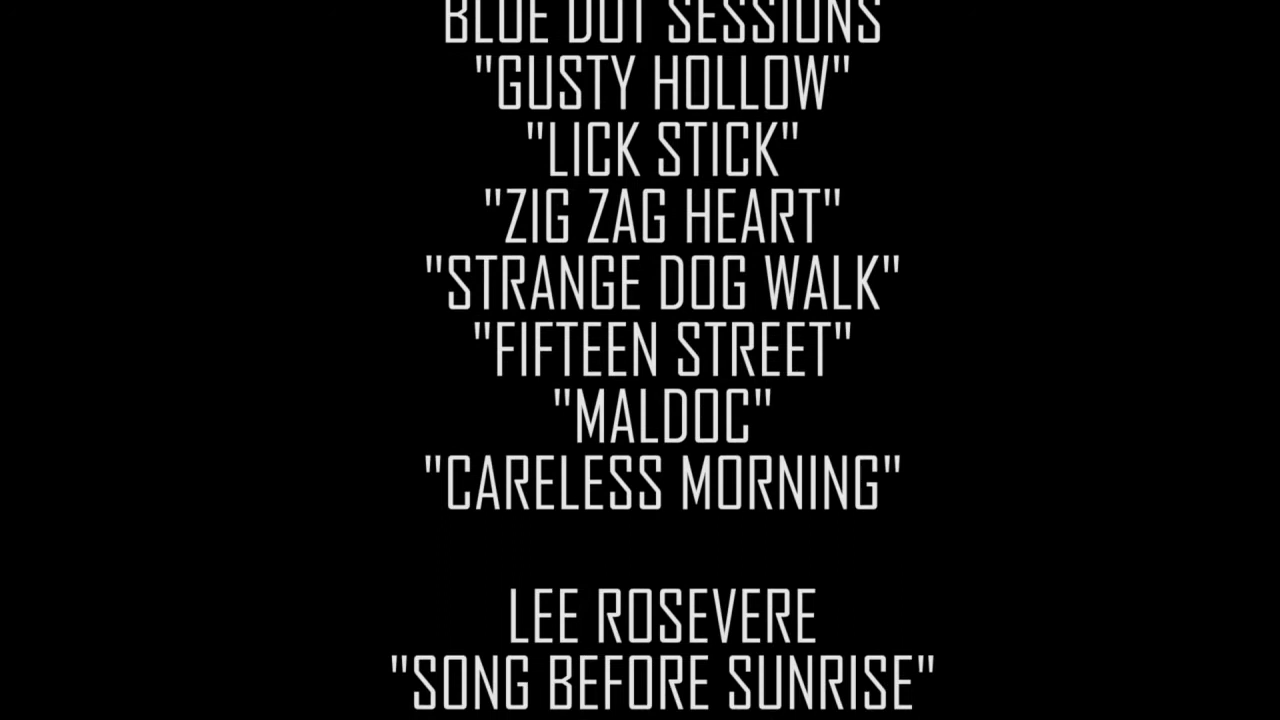 BLUE DOT SESSIONS
"GUSTY HOLLOW"
"LICK STICK"
"ZIG ZAG HEART"
"STRANGE DOG WALK"
"FIFTEEN STREET"
"MALDOC"
"CARELESS MORNING"
LEE ROSEVERE
"SONG BEFORE SUNRISE"